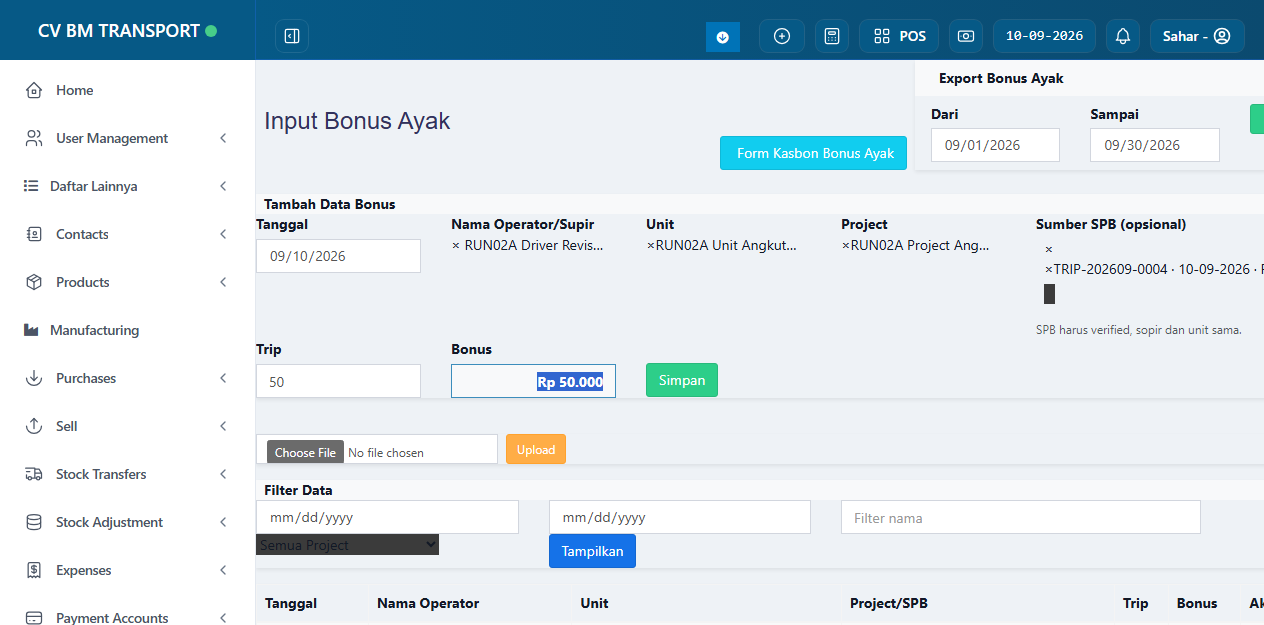 CV BM TRANSPORT
POS
10-09-2026
Sahar -
Home
User Management
Daftar Lainnya
Contacts
Products
Manufacturing
Purchases
Sell
Stock Transfers
Stock Adjustment
Expenses
Payment Accounts
Input Bonus Ayak
Form Kasbon Bonus Ayak
Export Bonus Ayak
Dari
Sampai
09/01/2026
09/30/2026
Tambah Data Bonus
Tanggal
09/10/2026
Nama Operator/Supir
× RUN02A Driver Revis...
Unit
×RUN02A Unit Angkut...
Project
×RUN02A Project Ang...
Sumber SPB (opsional)
×
×TRIP-202609-0004 · 10-09-2026 ·
SPB harus verified, sopir dan unit sama.
Trip
50
Bonus
Rp 50.000
Simpan
Choose File No file chosen
Upload
Filter Data
mm/dd/yyyy
mm/dd/yyyy
Filter nama
Semua Project
Tampilkan
Tanggal Nama Operator Unit Project/SPB Trip Bonus